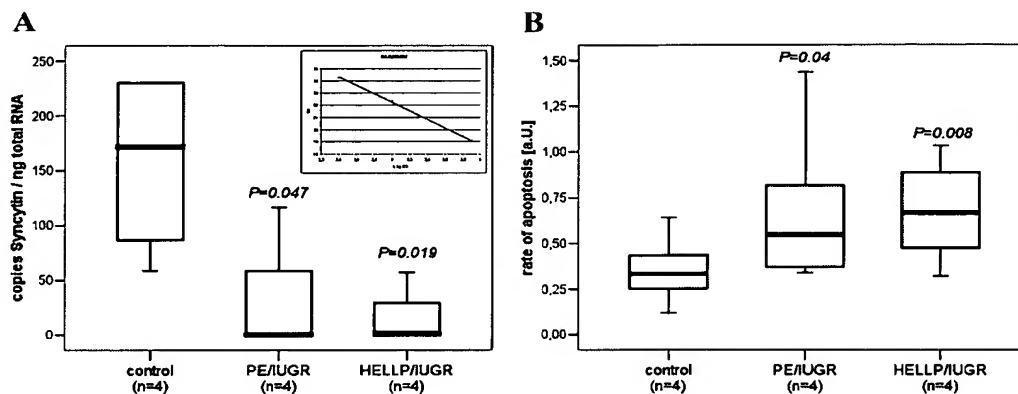 A
copies Syncytin / ng total RNA
250
200
150
100
50
0
P=0.047
P=0.019
control
(n=4)
PE/IUGR
(n=4)
HELLP/IUGR
(n=4)
B
rate of apoptosis [a.U.]
1,50
1,25
1,00
0,75
0,50
0,25
0,00
P=0.04
P=0.008
control
(n=4)
PE/IUGR
(n=4)
HELLP/IUGR
(n=4)